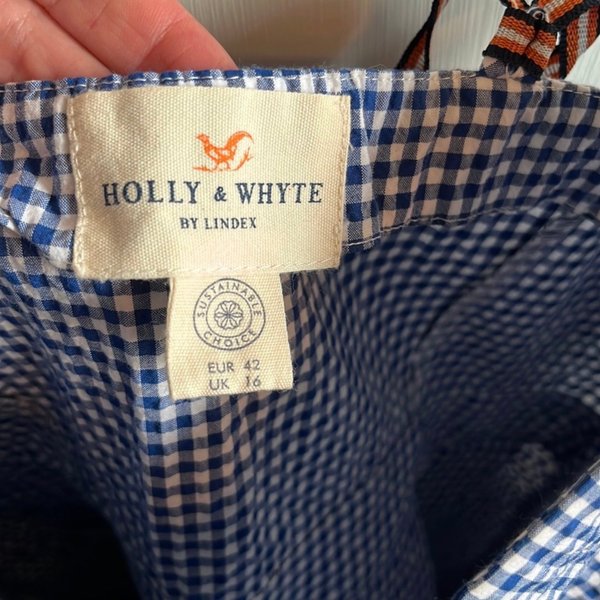 HOLLY & WHYTE
BY LINDEX
SUSTAINABLE
CHOICE
EUR 42
UK 16